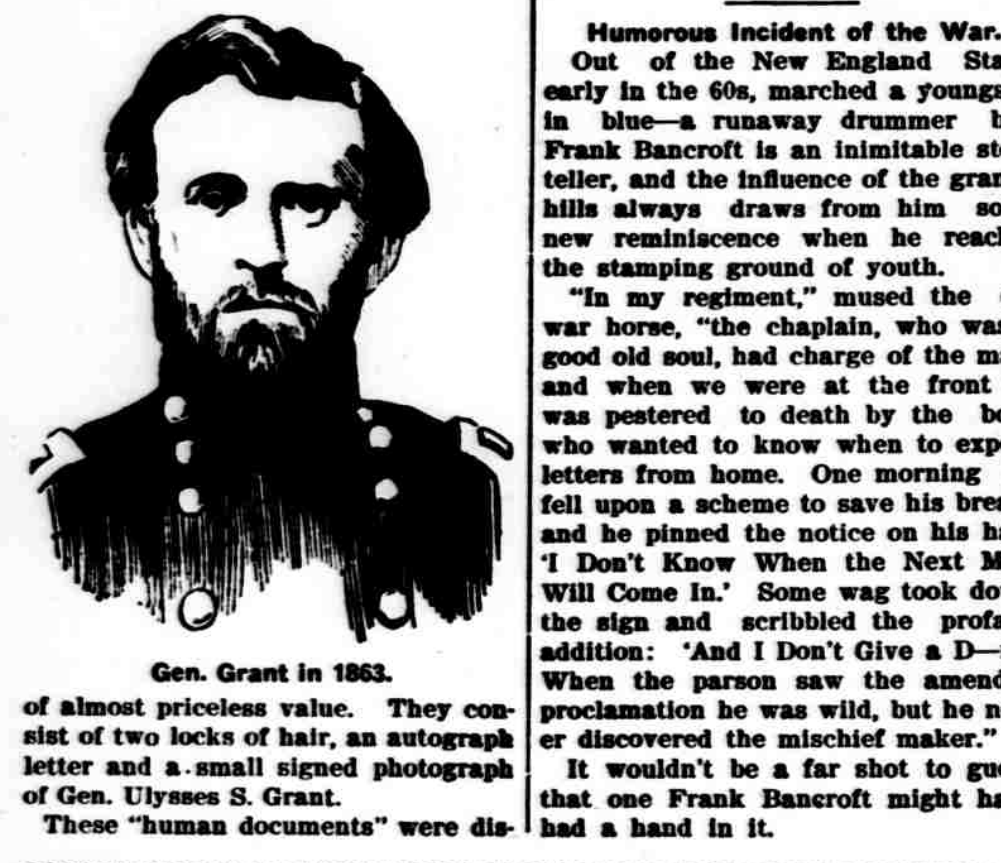 Gen. Grant in 1863.
of almost priceless value. They con-
sist of two locks of hair, an autograph
letter and a small signed photograph
of Gen. Ulysses S. Grant.
These "human documents" were dis-
Humorous Incident of the War.
Out of the New England Sta
early in the 60s, marched a youngs
in blue—a runaway drummer b
Frank Bancroft is an inimitable sto
teller, and the influence of the gran
hills always draws from him so
new reminiscence when he reach
the stamping ground of youth.
"In my regiment," mused the
war horse, "the chaplain, who was
good old soul, had charge of the ma
and when we were at the front
was pestered to death by the bo
who wanted to know when to expe
letters from home. One morning
fell upon a scheme to save his brea
and he pinned the notice on his ha
'I Don't Know When the Next M
Will Come In.' Some wag took do
the sign and scribbled the profa
addition: 'And I Don't Give a D—
When the parson saw the amend
proclamation he was wild, but he n
er discovered the mischief maker."
It wouldn't be a far shot to gue
that one Frank Bancroft might ha
had a hand in it.